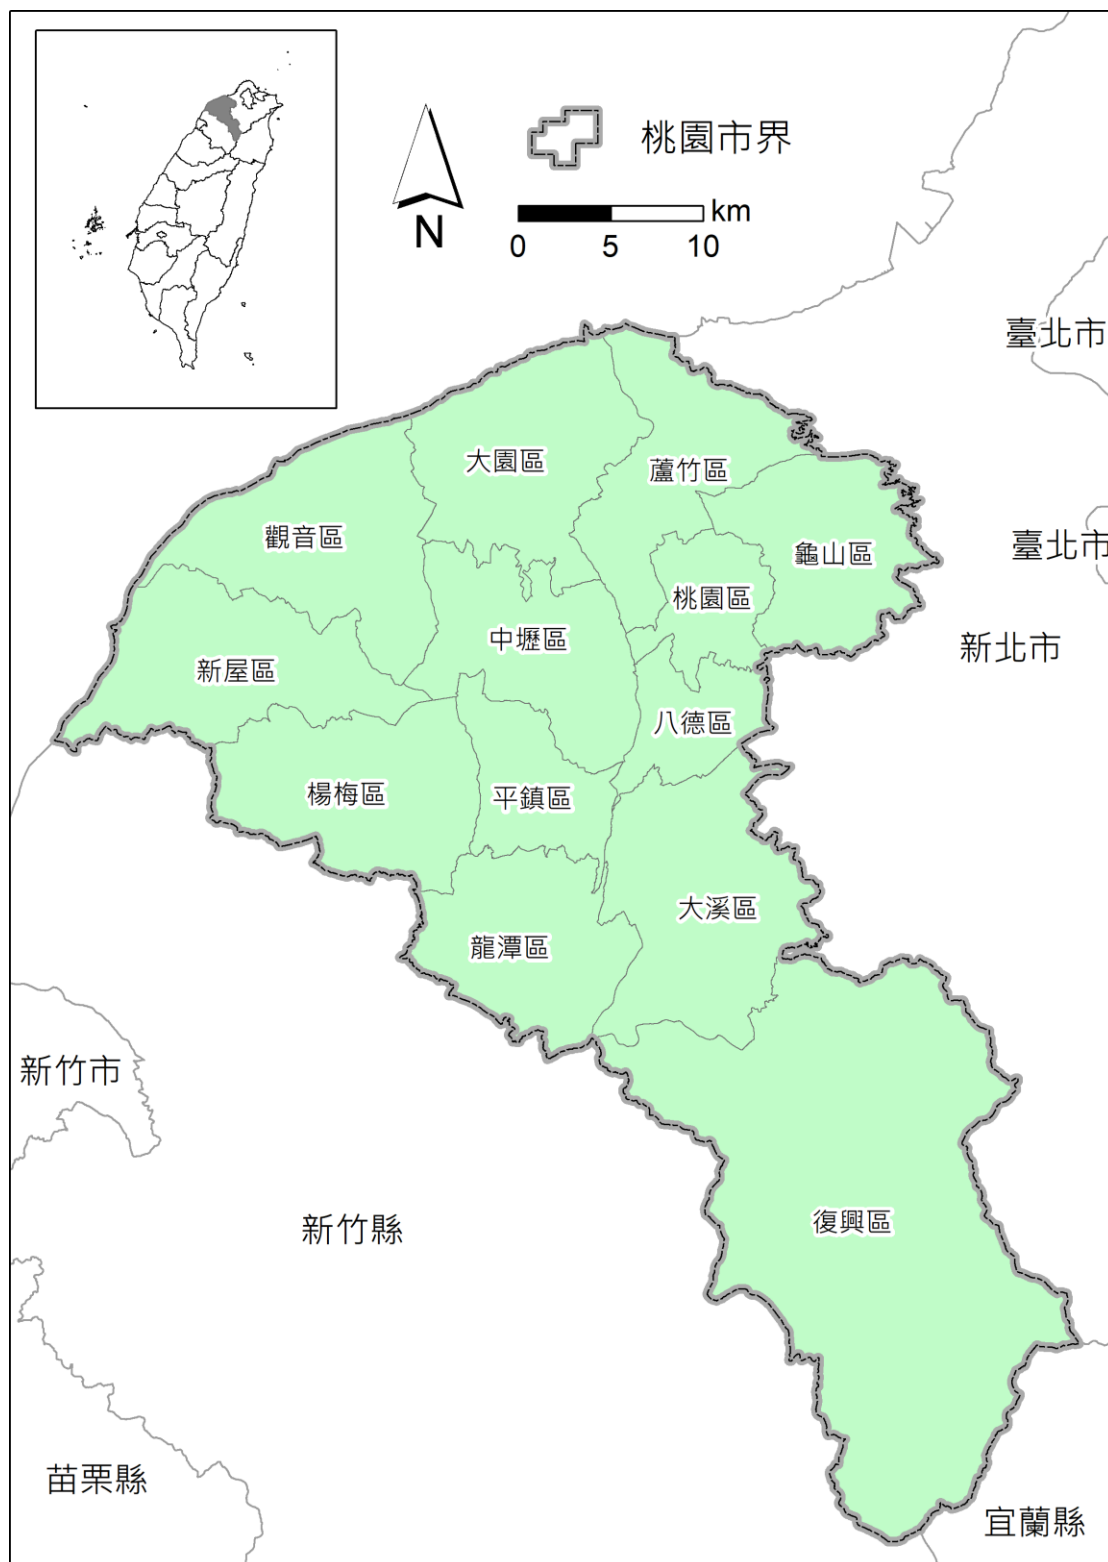 桃園市界
N
km
0 5 10
臺北市
大園區
蘆竹區
觀音區
龜山區
臺北市
桃園區
中壢區
新北市
新屋區
八德區
楊梅區
平鎮區
大溪區
龍潭區
新竹市
復興區
新竹縣
苗栗縣
宜蘭縣